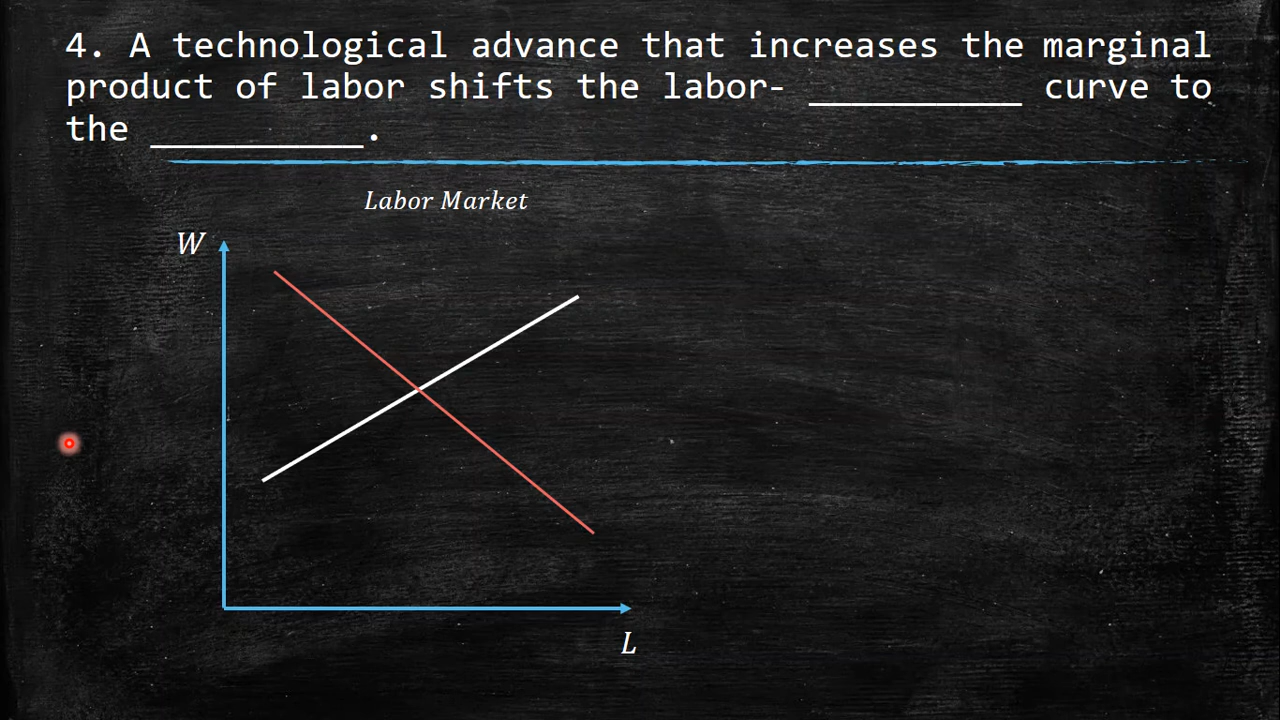 4. A technological advance that increases the marginal
product of labor shifts the labor- __________ curve to
the __________.
Labor Market
W
L